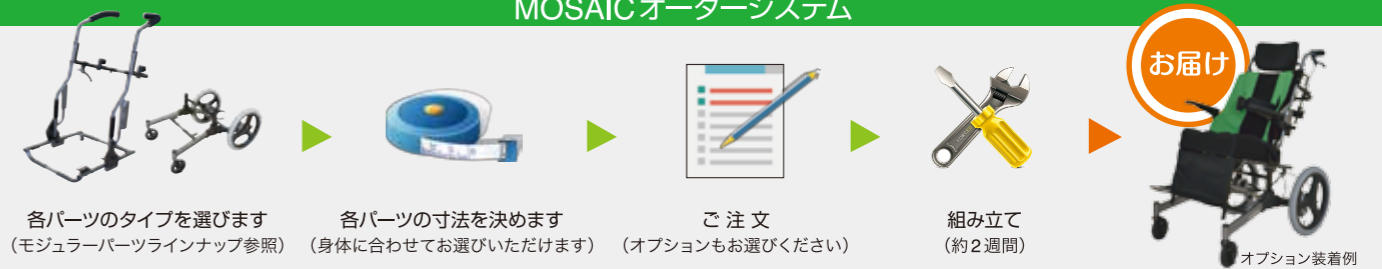 MOSAICオーダーシステム
お届け
各パーツのタイプを選びます
（モジュラーパーツラインナップ参照）
各パーツの寸法を決めます
（身体に合わせてお選びいただけます）
ご 注 文
（オプションもお選びください）
組み立て
（約２週間）
オプション装着例